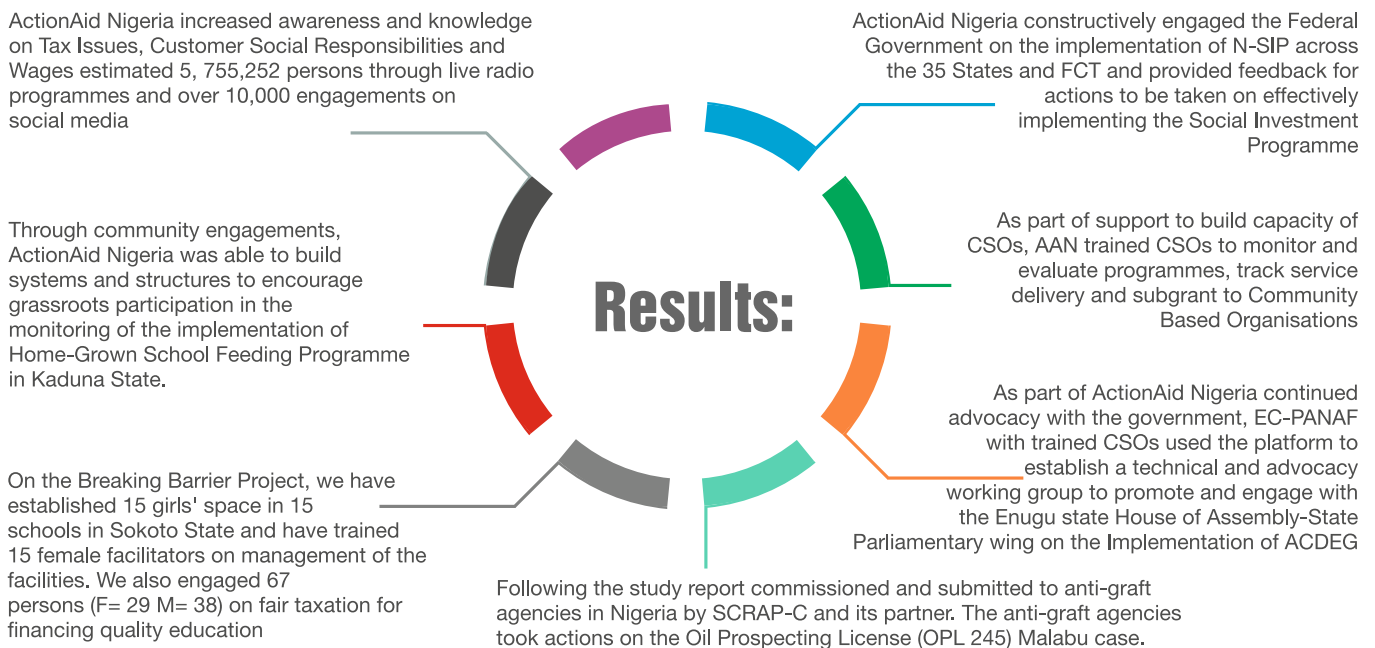 ActionAid Nigeria increased awareness and knowledge
on Tax Issues, Customer Social Responsibilities and
Wages estimated 5, 755,252 persons through live radio
programmes and over 10,000 engagements on
social media
Through community engagements,
ActionAid Nigeria was able to build
systems and structures to encourage
grassroots participation in the
monitoring of the implementation of
Home-Grown School Feeding Programme
in Kaduna State.
On the Breaking Barrier Project, we have
established 15 girls' space in 15
schools in Sokoto State and have trained
15 female facilitators on management of the
facilities. We also engaged 67
persons (F= 29 M= 38) on fair taxation for
financing quality education
Results:
ActionAid Nigeria constructively engaged the Federal
Government on the implementation of N-SIP across
the 35 States and FCT and provided feedback for
actions to be taken on effectively
implementing the Social Investment
Programme
As part of support to build capacity of
CSOs, AAN trained CSOs to monitor and
evaluate programmes, track service
delivery and subgrant to Community
Based Organisations
As part of ActionAid Nigeria continued
advocacy with the government, EC-PANAF
with trained CSOs used the platform to
establish a technical and advocacy
working group to promote and engage with
the Enugu state House of Assembly-State
Parliamentary wing on the Implementation of ACDEG
Following the study report commissioned and submitted to anti-graft
agencies in Nigeria by SCRAP-C and its partner. The anti-graft agencies
took actions on the Oil Prospecting License (OPL 245) Malabu case.